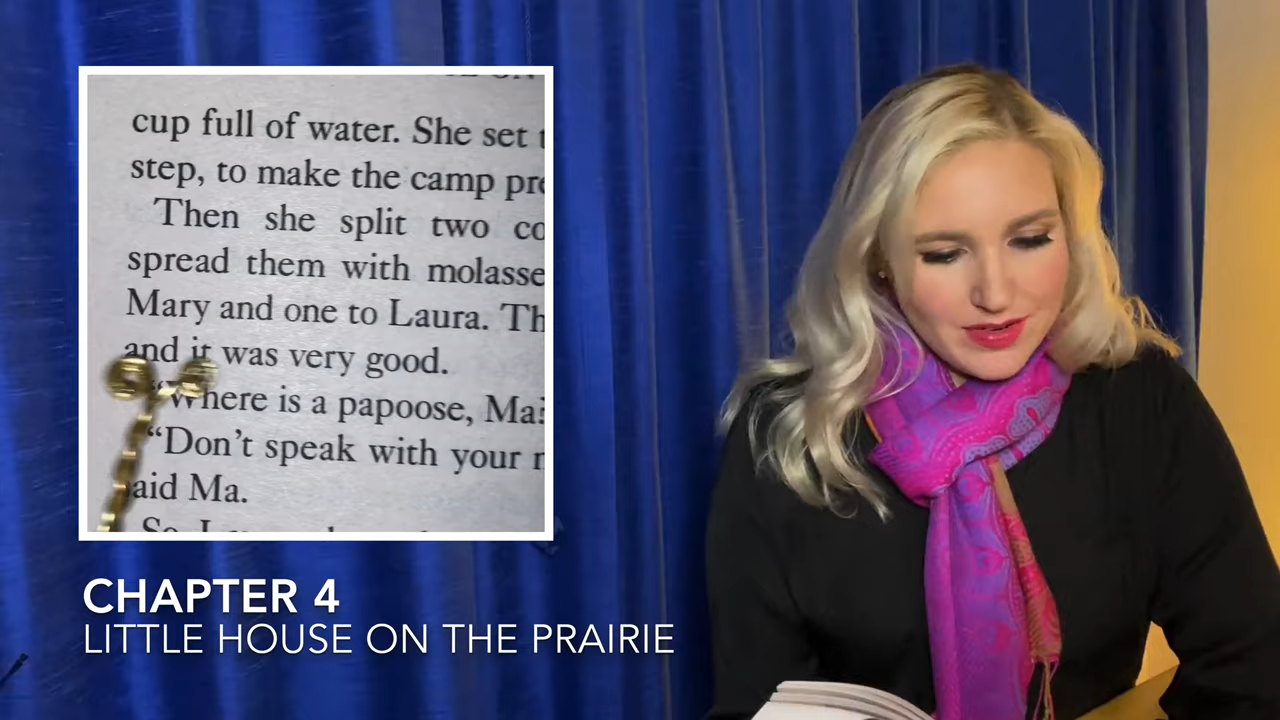 cup full of water. She set
step, to make the camp pre
Then she split two co
spread them with molasse
Mary and one to Laura. Th
and it was very good.
"Where is a papoose, Ma?
"Don't speak with your
aid Ma.
CHAPTER 4
LITTLE HOUSE ON THE PRAIRIE